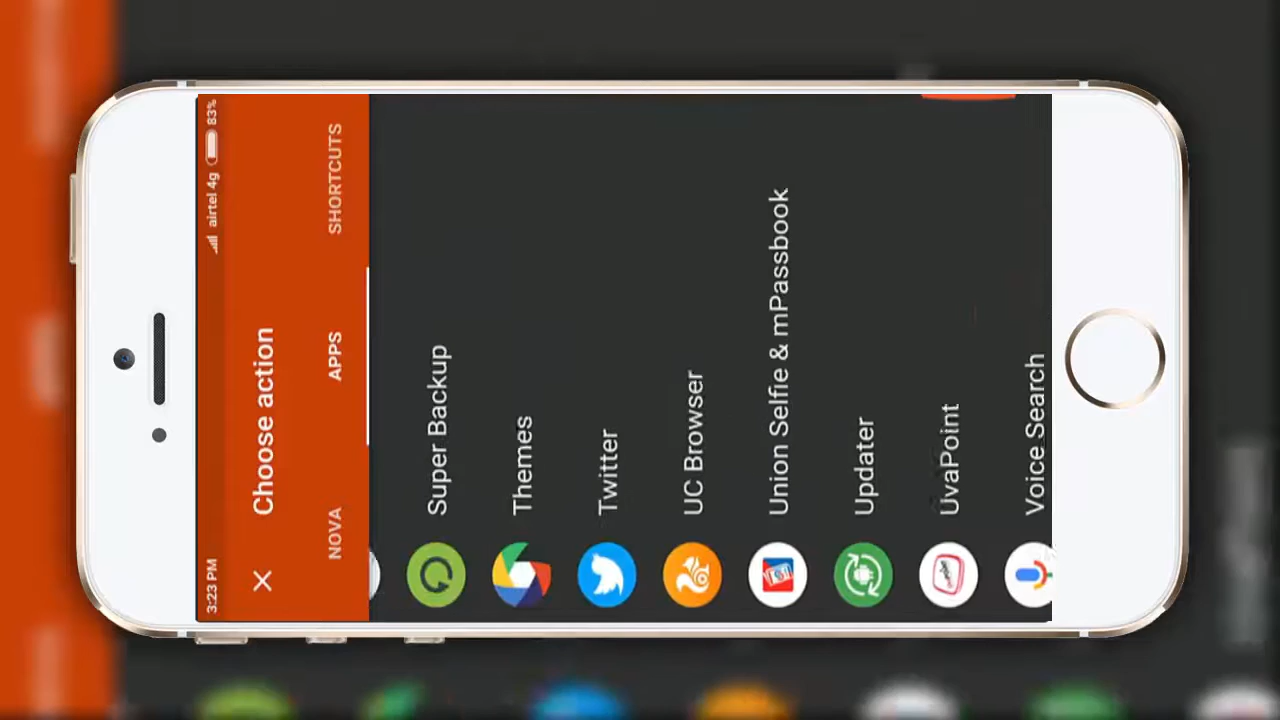 3:23 PM
airtel 4g
83%
Choose action
NOVA
APPS
SHORTCUTS
Super Backup
Themes
Twitter
UC Browser
Union Selfie & mPassbook
Updater
UvaPoint
Voice Search